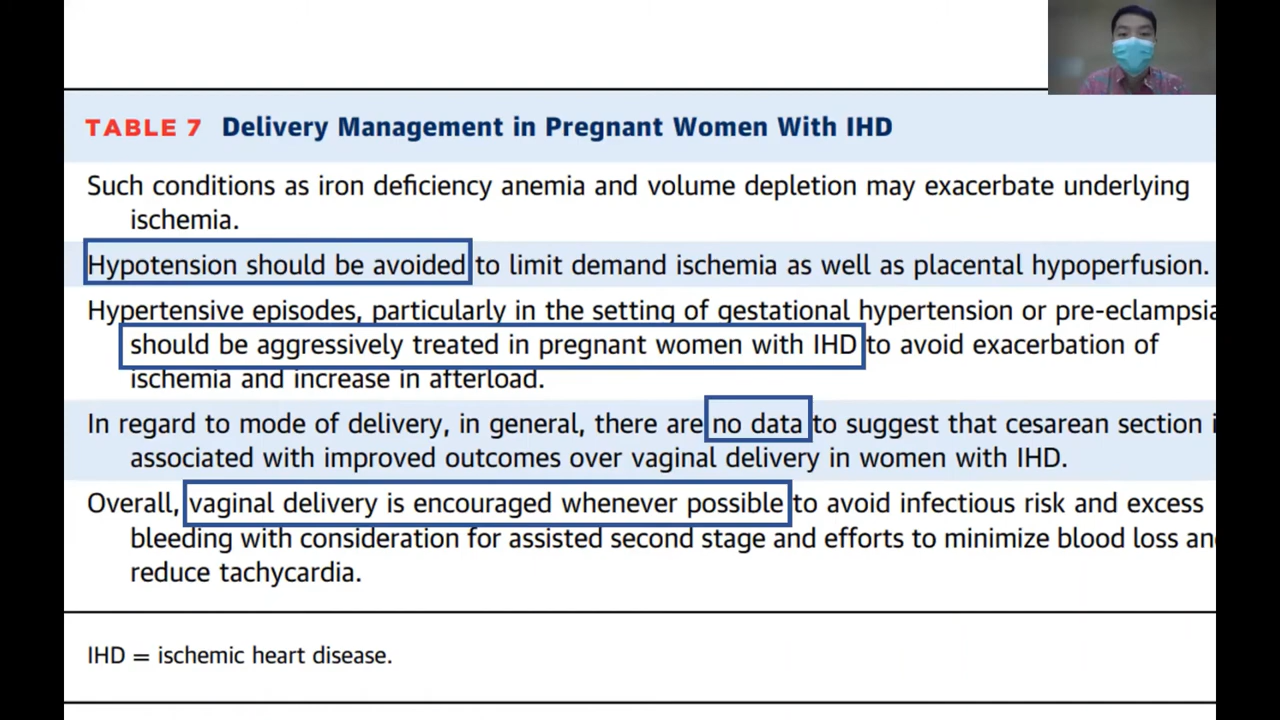 TABLE 7 Delivery Management in Pregnant Women With IHD
Such conditions as iron deficiency anemia and volume depletion may exacerbate underlying
ischemia.
Hypotension should be avoided to limit demand ischemia as well as placental hypoperfusion.
Hypertensive episodes, particularly in the setting of gestational hypertension or pre-eclampsia
should be aggressively treated in pregnant women with IHD to avoid exacerbation of
ischemia and increase in afterload.
In regard to mode of delivery, in general, there are no data to suggest that cesarean section i
associated with improved outcomes over vaginal delivery in women with IHD.
Overall, vaginal delivery is encouraged whenever possible to avoid infectious risk and excess
bleeding with consideration for assisted second stage and efforts to minimize blood loss an
reduce tachycardia.
IHD = ischemic heart disease.